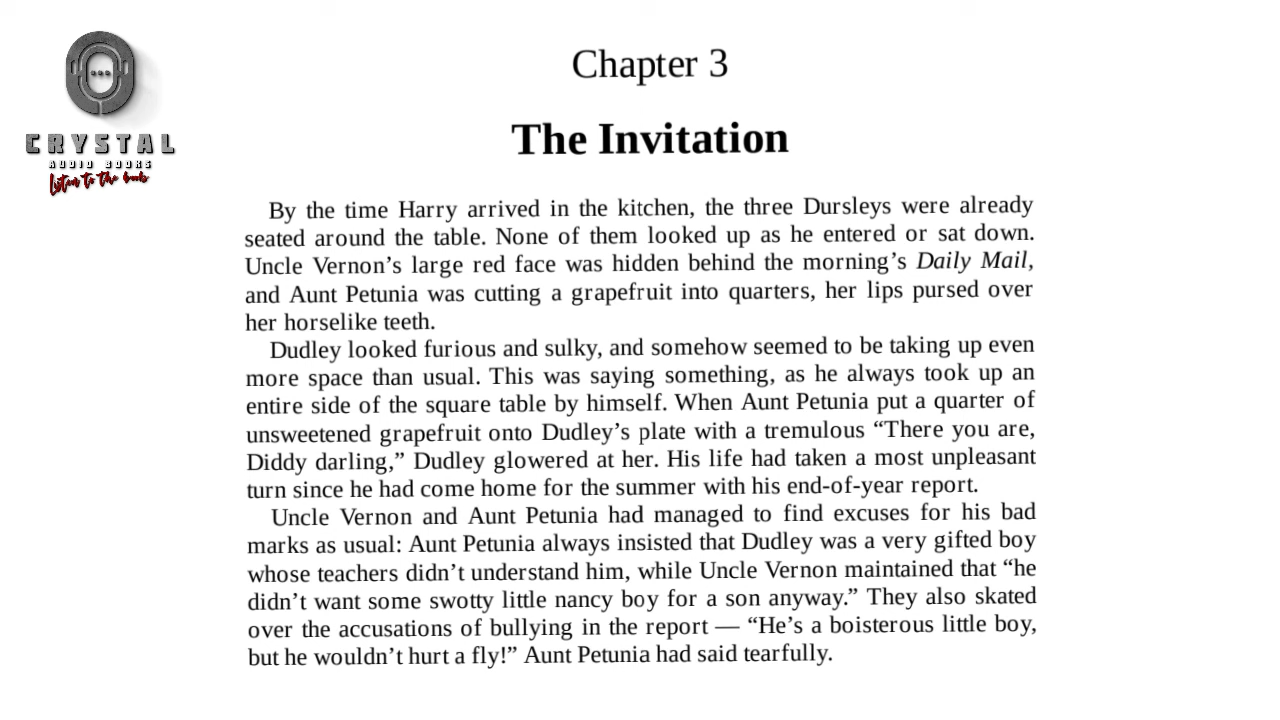 CRYSTAL
AUDIO BOOKS
Listen to the book
Chapter 3
The Invitation
By the time Harry arrived in the kitchen, the three Dursleys were already
seated around the table. None of them looked up as he entered or sat down.
Uncle Vernon’s large red face was hidden behind the morning’s Daily Mail,
and Aunt Petunia was cutting a grapefruit into quarters, her lips pursed over
her horselike teeth.
Dudley looked furious and sulky, and somehow seemed to be taking up even
more space than usual. This was saying something, as he always took up an
entire side of the square table by himself. When Aunt Petunia put a quarter of
unsweetened grapefruit onto Dudley’s plate with a tremulous “There you are,
Diddy darling,” Dudley glowered at her. His life had taken a most unpleasant
turn since he had come home for the summer with his end-of-year report.
Uncle Vernon and Aunt Petunia had managed to find excuses for his bad
marks as usual: Aunt Petunia always insisted that Dudley was a very gifted boy
whose teachers didn’t understand him, while Uncle Vernon maintained that “he
didn’t want some swotty little nancy boy for a son anyway.” They also skated
over the accusations of bullying in the report — “He’s a boisterous little boy,
but he wouldn’t hurt a fly!” Aunt Petunia had said tearfully.